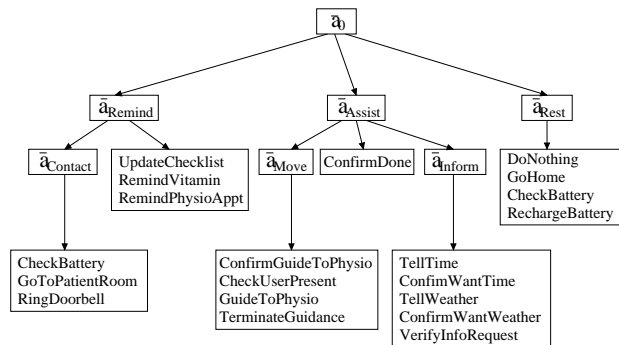 ā0
āRemind
āAssist
āRest
āContact
UpdateChecklist
RemindVitamin
RemindPhysioAppt
āMove
ConfirmDone
āInform
DoNothing
GoHome
CheckBattery
RechargeBattery
CheckBattery
GoToPatientRoom
RingDoorbell
ConfirmGuideToPhysio
CheckUserPresent
GuideToPhysio
TerminateGuidance
TellTime
ConfimWantTime
TellWeather
ConfirmWantWeather
VerifyInfoRequest